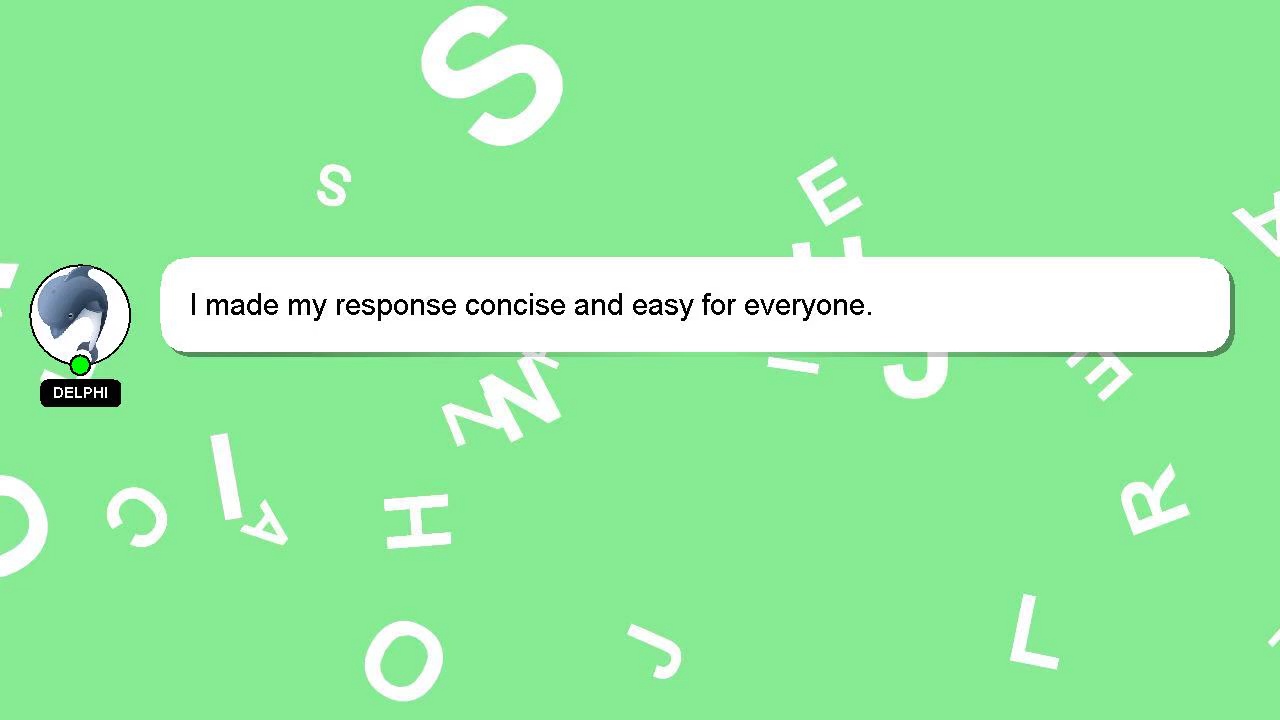 I made my response concise and easy for everyone.
DELPHI
S
S
E
A
E
I
J
E
N
W
K
I
C
A
H
O
R
O
J
L